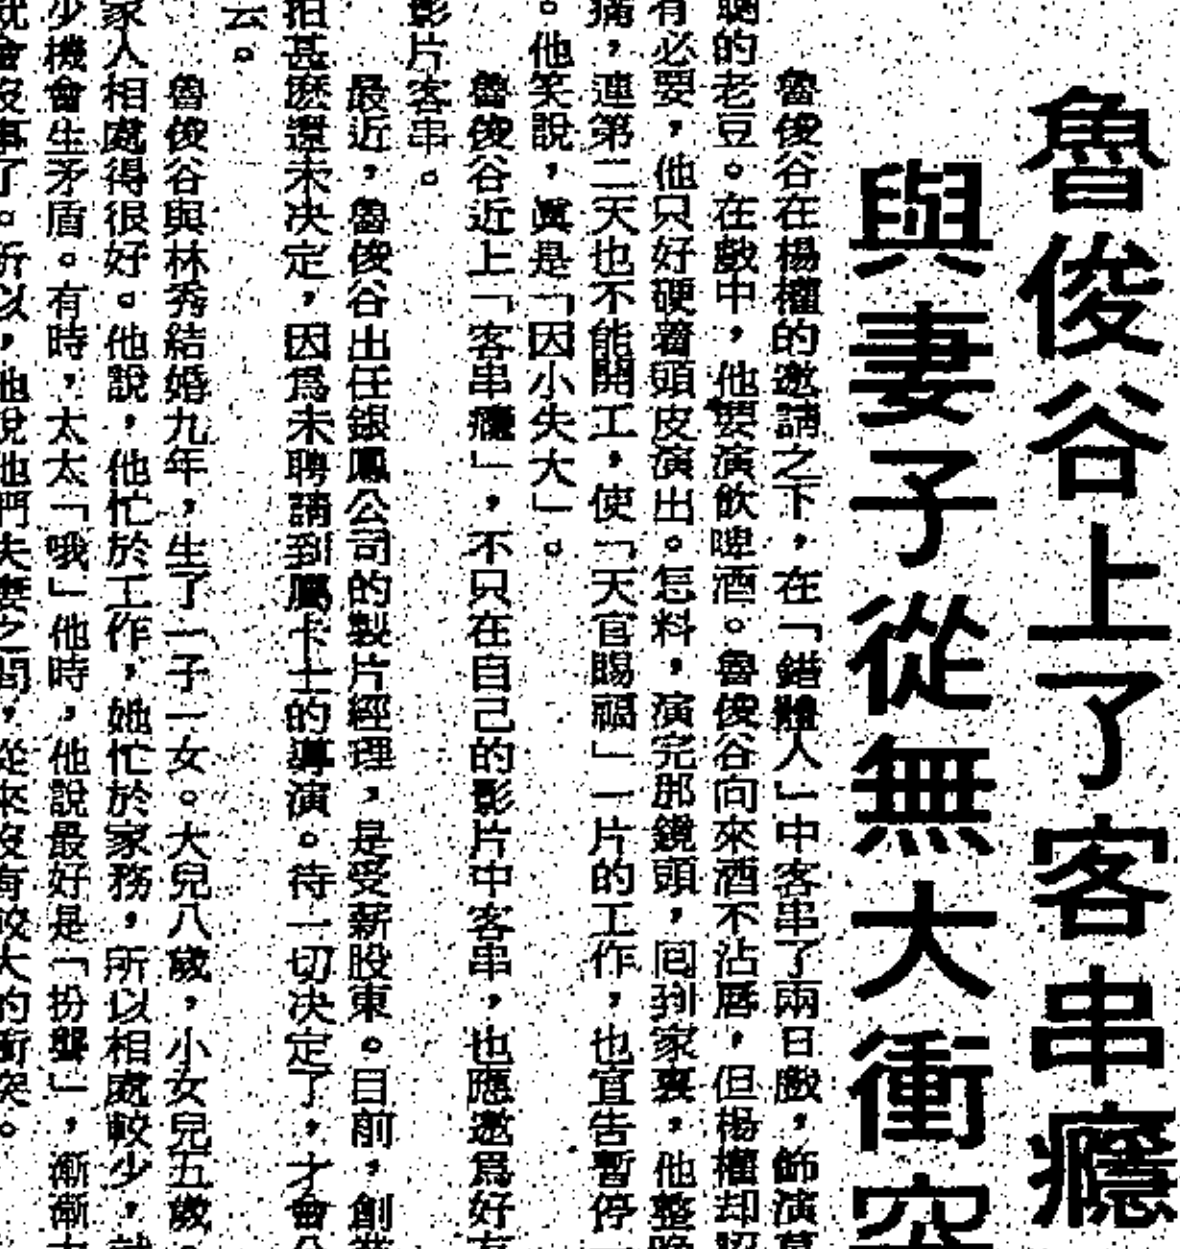 魯俊谷上了客串癮
與妻子從無大衝突
魯俊谷在楊權的邀請之下，在「錯體人」中客串了兩日戲，飾演葛
的老豆。在戲中，他要演飲啤酒。魯俊谷向來酒不沾唇，但楊權却認
有必要，他只好硬着頭皮演出。怎料，演完那鏡頭，回到家裏，他整晚
痛，連第二天也不能開工，使「天官賜福」一片的工作，也宣告暫停一
。他笑說，眞是「因小失大」。
魯俊谷近上「客串癮」，不只在自己的影片中客串，也應邀爲好友
影片客串。
最近，魯俊谷出任銀鳳公司的製片經理，是受薪股東。目前，創業
拍甚麽還未决定，因爲未聘請到屬卡士的導演。待一切决定了，才會公
云。
魯俊谷與林秀結婚九年，生了一子一女。大兒八歲，小女兒五歲。
家人相處得很好。他說，他忙於工作，她忙於家務，所以相處較少，就
少機會生矛盾。有時，太太「哦」他時，他說最好是「扮聾」，漸漸
就會沒事了。所以，他說他們夫妻之間，從來沒有較大的衝突。